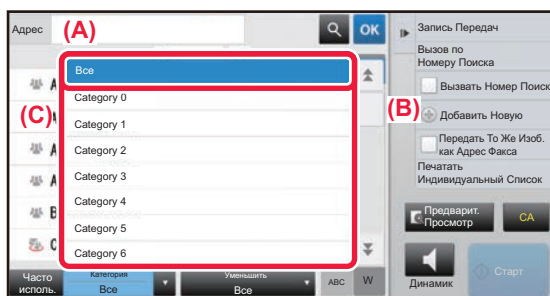 Адрес
(A)
OK
Запись Передач
Вызов по
Номеру Поиска
Вызвать Номер Поиск
(B)
Добавить Новую
Передать То Же Изоб.
как Адрес Факса
Печатать
Индивидуальный Список
Предварит.
Просмотр
CA
Динамик
Старт
(C)
Все
Category 0
Category 1
Category 2
Category 3
Category 4
Category 5
Category 6
A
A
A
B
C
Часто
исполь.
Категория
Все
Уменьшить
Все
ABC
W